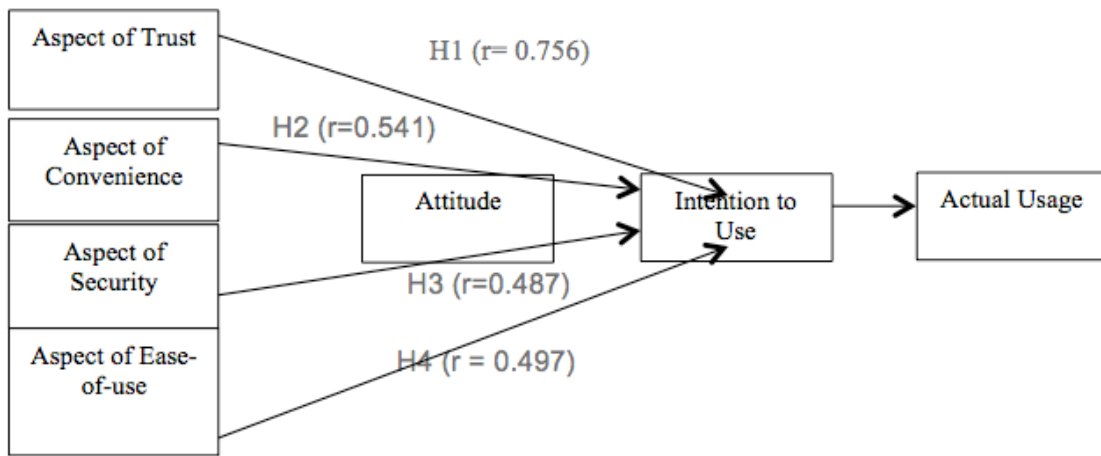 Aspect of Trust
H1 (r= 0.756)
H2 (r=0.541)
Aspect of
Convenience
Attitude
Intention to
Use
Actual Usage
Aspect of
Security
H3 (r=0.487)
Aspect of Ease-
of-use
H4 (r = 0.497)